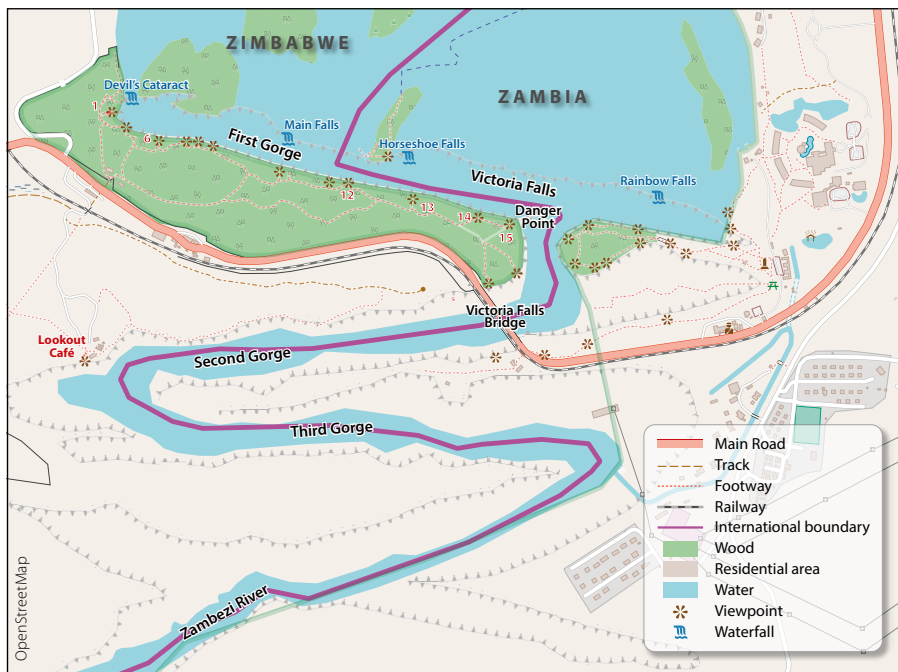 ZIMBABWE
ZAMBIA
Devil's Cataract
1
6
Main Falls
First Gorge
Horseshoe Falls
Victoria Falls
Rainbow Falls
12
13
14
15
Danger
Point
Victoria Falls
Bridge
Lookout
Café
Second Gorge
Third Gorge
Zambezi River
OpenStreetMap
Main Road
Track
Footway
Railway
International boundary
Wood
Residential area
Water
Viewpoint
Waterfall